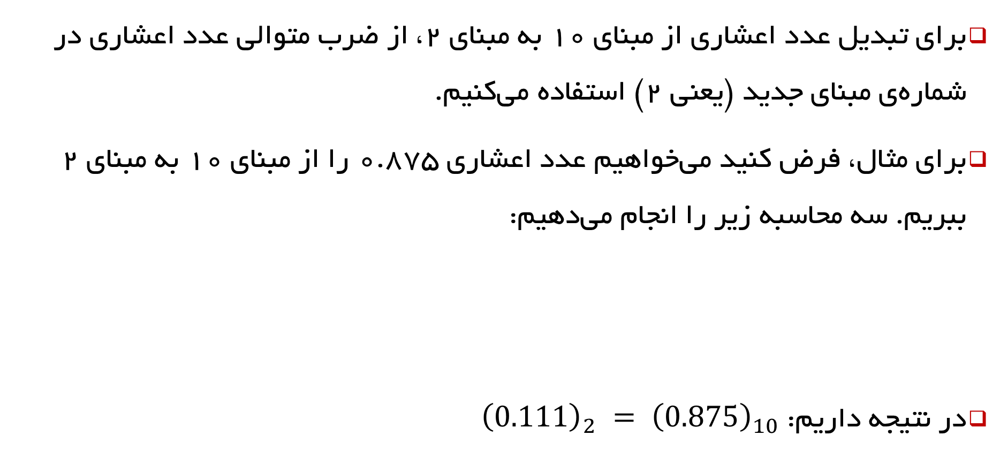 ❑برای تبدیل عدد اعشاری از مبنای ۱۰ به مبنای ۲، از ضرب متوالی عدد اعشاری در
شماره‌ی مبنای جدید (یعنی ۲) استفاده می‌کنیم.
❑برای مثال، فرض کنید می‌خواهیم عدد اعشاری ۰.۸۷۵ را از مبنای ۱۰ به مبنای ۲
ببریم. سه محاسبه زیر را انجام می‌دهیم:
❑در نتیجه داریم: (0.111)₂ = (0.875)₁₀